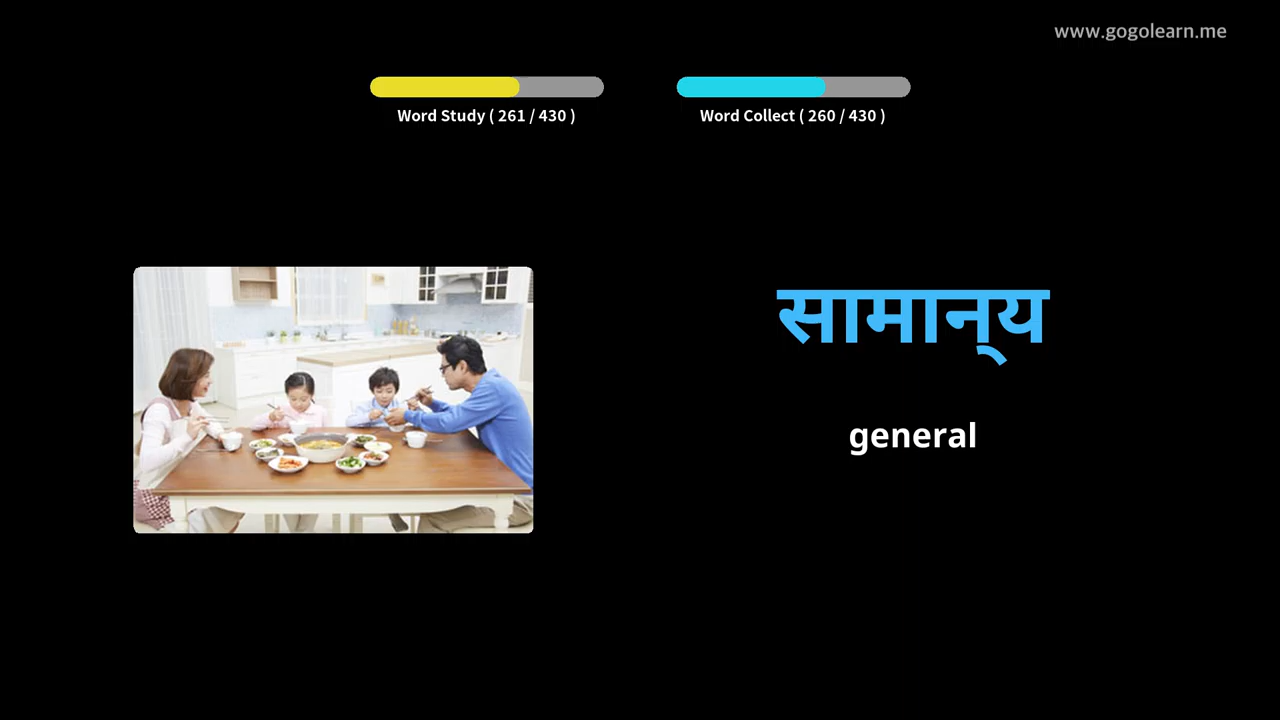 www.gogolearn.me
Word Study ( 261 / 430 )
Word Collect ( 260 / 430 )
सामान्‌य
general